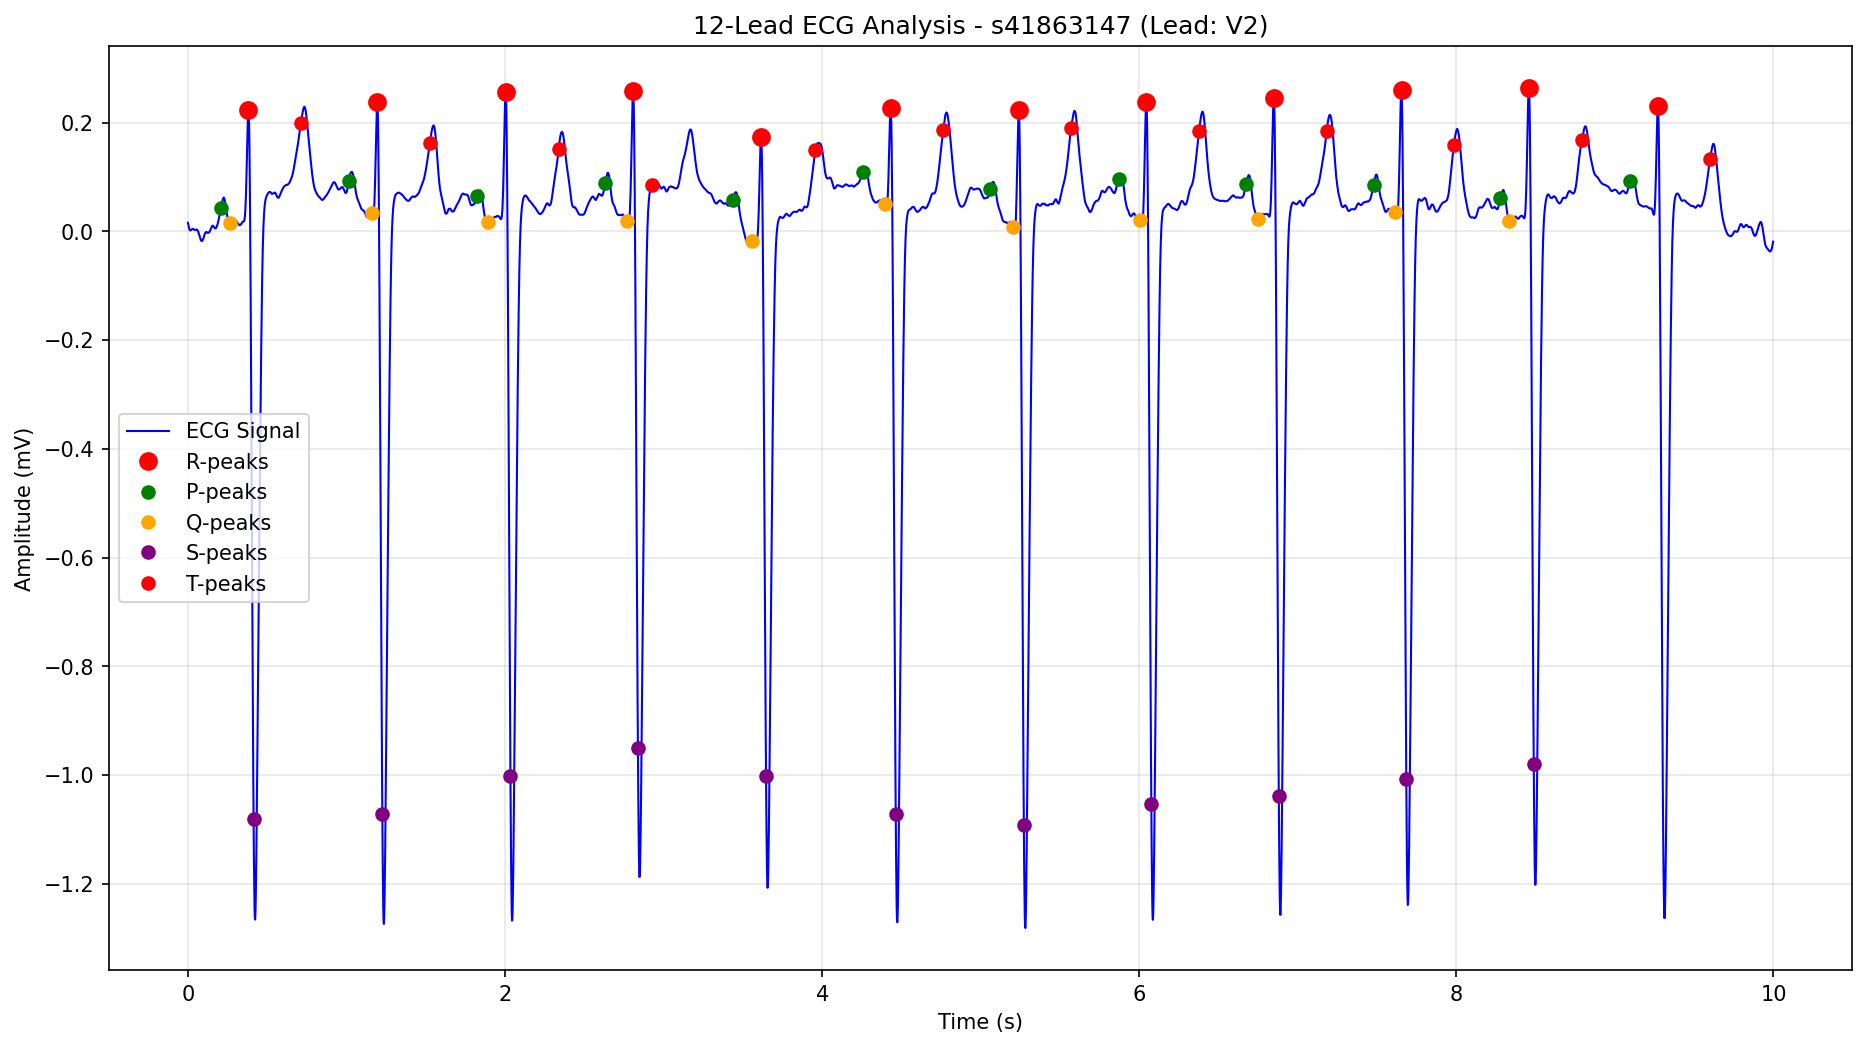 12-Lead ECG Analysis - s41863147 (Lead: V2)
Amplitude (mV)
0.2
0.0
−0.2
−0.4
−0.6
−0.8
−1.0
−1.2
ECG Signal
R-peaks
P-peaks
Q-peaks
S-peaks
T-peaks
0 2 4 6 8 10
Time (s)